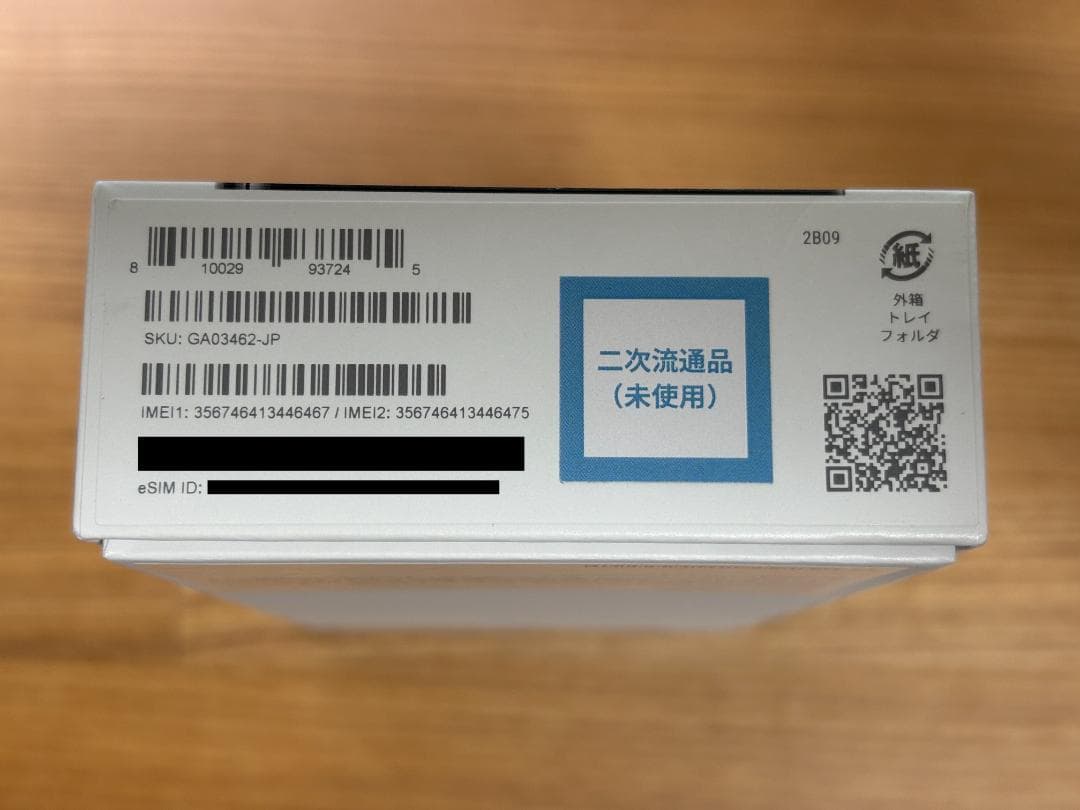 8 10029 93724 5
SKU: GA03462-JP
IMEI1: 356746413446467 / IMEI2: 356746413446475
eSIM ID:
二次流通品
（未使用）
2B09
紙
外箱
トレイ
フォルダ